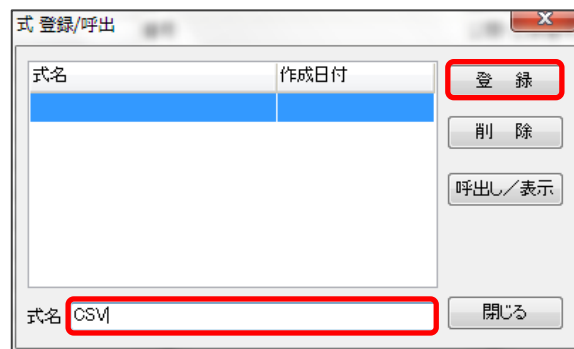 式 登録/呼出
式名 作成日付
登 録
削 除
呼出し／表示
式名 CSV
閉じる